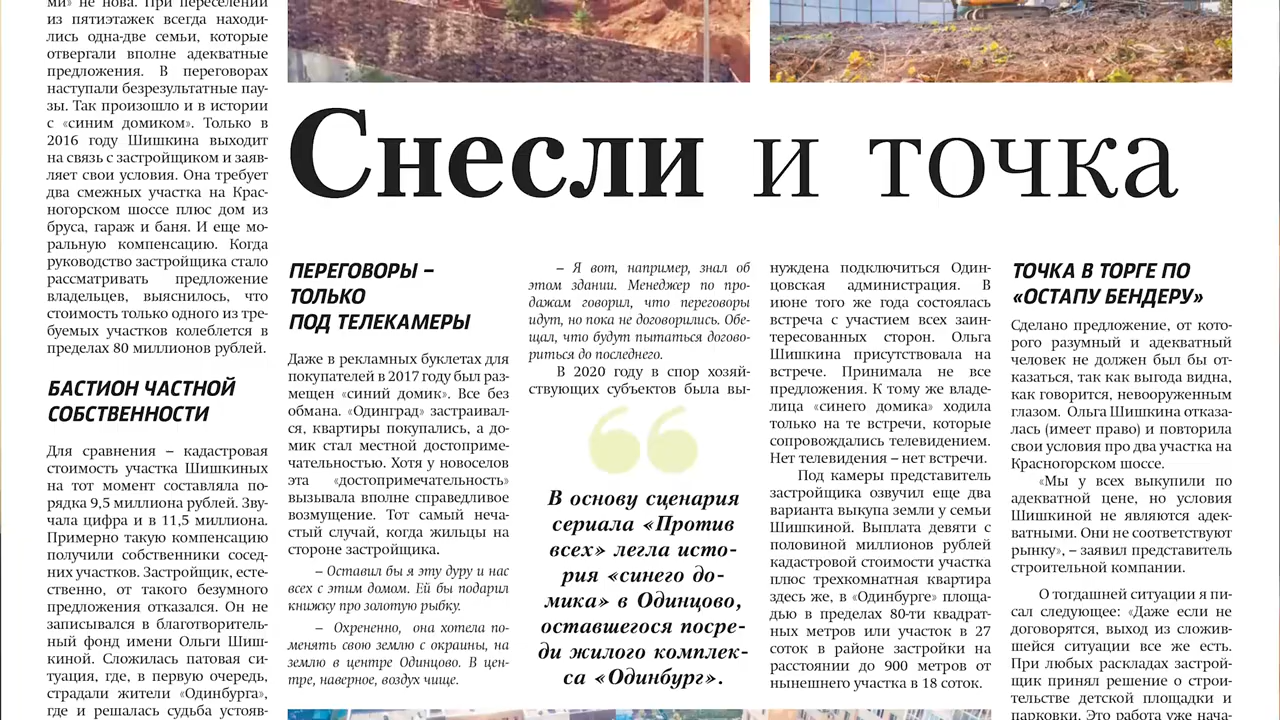 ми» не нова. При переселении
из пятиэтажек всегда находи-
лись одна-две семьи, которые
отвергали вполне адекватные
предложения. В переговорах
наступали безрезультатные пау-
зы. Так произошло и в истории
с «синим домиком». Только в
2016 году Шишкина выходит
на связь с застройщиком и заяв-
ляет свои условия. Она требует
два смежных участка на Крас-
ногорском шоссе плюс дом из
бруса, гараж и баня. И еще мо-
ральную компенсацию. Когда
руководство застройщика стало
рассматривать предложение
владельцев, выяснилось, что
стоимость только одного из тре-
буемых участков колеблется в
пределах 80 миллионов рублей.
БАСТИОН ЧАСТНОЙ
СОБСТВЕННОСТИ
Для сравнения – кадастровая
стоимость участка Шишкиных
на тот момент составляла по-
рядка 9,5 миллиона рублей. Зву-
чала цифра и в 11,5 миллиона.
Примерно такую компенсацию
получили собственники сосед-
них участков. Застройщик, есте-
ственно, от такого безумного
предложения отказался. Он не
записывался в благотворитель-
ный фонд имени Ольги Шиш-
киной. Сложилась патовая си-
туация, где, в первую очередь,
страдали жители «Одинбурга»,
где и решалась судьба устояв-
Снесли и точка
ПЕРЕГОВОРЫ –
ТОЛЬКО
ПОД ТЕЛЕКАМЕРЫ
Даже в рекламных буклетах для
покупателей в 2017 году был раз-
мещен «синий домик». Все без
обмана. «Одинград» застраивал-
ся, квартиры покупались, а до-
мик стал местной достоприме-
чательностью. Хотя у новоселов
эта «достопримечательность»
вызывала вполне справедливое
возмущение. Тот самый неча-
стый случай, когда жильцы на
стороне застройщика.
– Оставил бы я эту дуру и нас
всех с этим домом. Ей бы подарил
книжку про золотую рыбку.
– Охрененно, она хотела по-
менять свою землю с окраины, на
землю в центре Одинцово. В цен-
тре, наверное, воздух чище.
– Я вот, например, знал об
этом здании. Менеджер по про-
дажам говорил, что переговоры
идут, но пока не договорились. Обе-
щал, что будут пытаться догово-
риться до последнего.
В 2020 году в спор хозяй-
ствующих субъектов была вы-
“
В основу сценария
сериала «Против
всех» легла исто-
рия «синего до-
мика» в Одинцово,
оставшегося посре-
ди жилого комплек-
са «Одинбург».
нуждена подключиться Один-
цовская администрация. В
июне того же года состоялась
встреча с участием всех заин-
тересованных сторон. Ольга
Шишкина присутствовала на
встрече. Принимала не все
предложения. К тому же владе-
лица «синего домика» ходила
только на те встречи, которые
сопровождались телевидением.
Нет телевидения – нет встречи.
Под камеры представитель
застройщика озвучил еще два
варианта выкупа земли у семьи
Шишкиной. Выплата девяти с
половиной миллионов рублей
кадастровой стоимости участка
плюс трехкомнатная квартира
здесь же, в «Одинбурге» площа-
дью в пределах 80-ти квадрат-
ных метров или участок в 27
соток в районе застройки на
расстоянии до 900 метров от
нынешнего участка в 18 соток.
ТОЧКА В ТОРГЕ ПО
«ОСТАПУ БЕНДЕРУ»
Сделано предложение, от кото-
рого разумный и адекватный
человек не должен был бы от-
казаться, так как выгода видна,
как говорится, невооруженным
глазом. Ольга Шишкина отказа-
лась (имеет право) и повторила
свои условия про два участка на
Красногорском шоссе.
«Мы у всех выкупили по
адекватной цене, но условия
Шишкиной не являются адек-
ватными. Они не соответствуют
рынку», – заявил представитель
строительной компании.
О тогдашней ситуации я пи-
сал следующее: «Даже если не
договорятся, выход из сложив-
шейся ситуации все же есть.
При любых раскладах застрой-
щик принял решение о строи-
тельстве детской площадки и
парковки. Это работа уже нача-